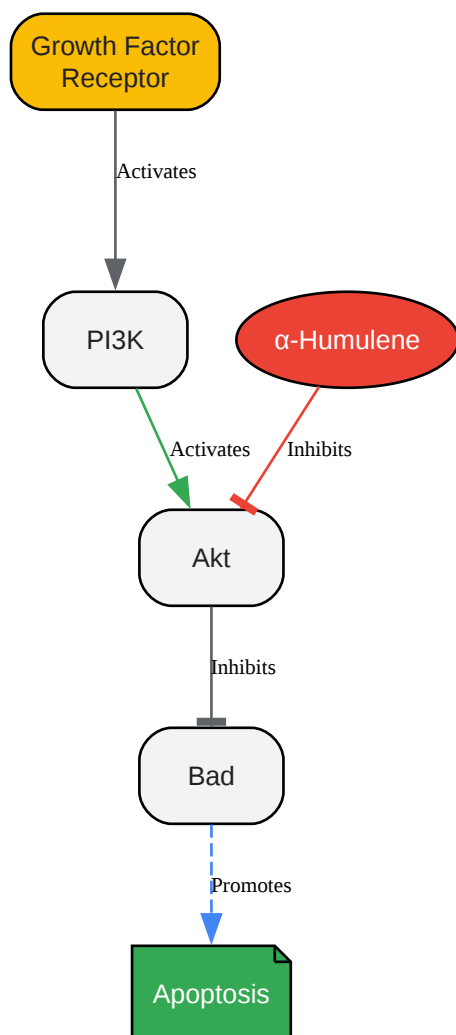 Growth Factor
Receptor
Activates
PI3K
α-Humulene
Activates
Inhibits
Akt
Inhibits
Bad
Promotes
Apoptosis